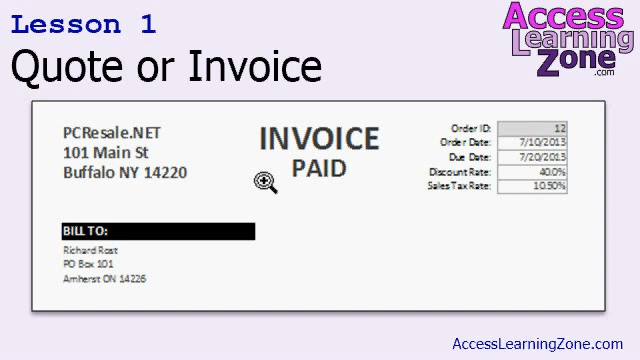 Lesson 1
Quote or Invoice
Access
Learning
Zone
.com
PCResale.NET
101 Main St
Buffalo NY 14220
INVOICE
PAID
Order ID: 12
Order Date: 7/10/2013
Due Date: 7/20/2013
Discount Rate: 40.0%
Sales Tax Rate: 10.50%
BILL TO:
Richard Rost
PO Box 101
Amherst ON 14226
AccessLearningZone.com